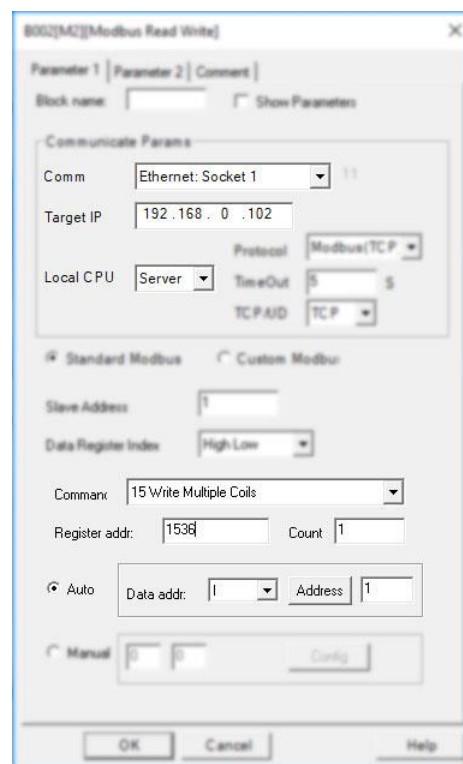 B002[M2][Modbus Read Write]
Parameter 1 Parameter 2 Comment
Block name: Show Parameters
Communicate Params
Comm Ethernet: Socket 1 11
Target IP 192 .168 . 0 .102
Protocol Modbus(TCP
Local CPU Server TimeOut 5 S
TCP/UD TCP
Standard Modbus Custom Modbu
Slave Address 1
Data Register Index High Low
Comman 15 Write Multiple Coils
Register addr: 1536 Count 1
Auto Data addr: I Address 1
Manual 0 0 Config
OK Cancel Help